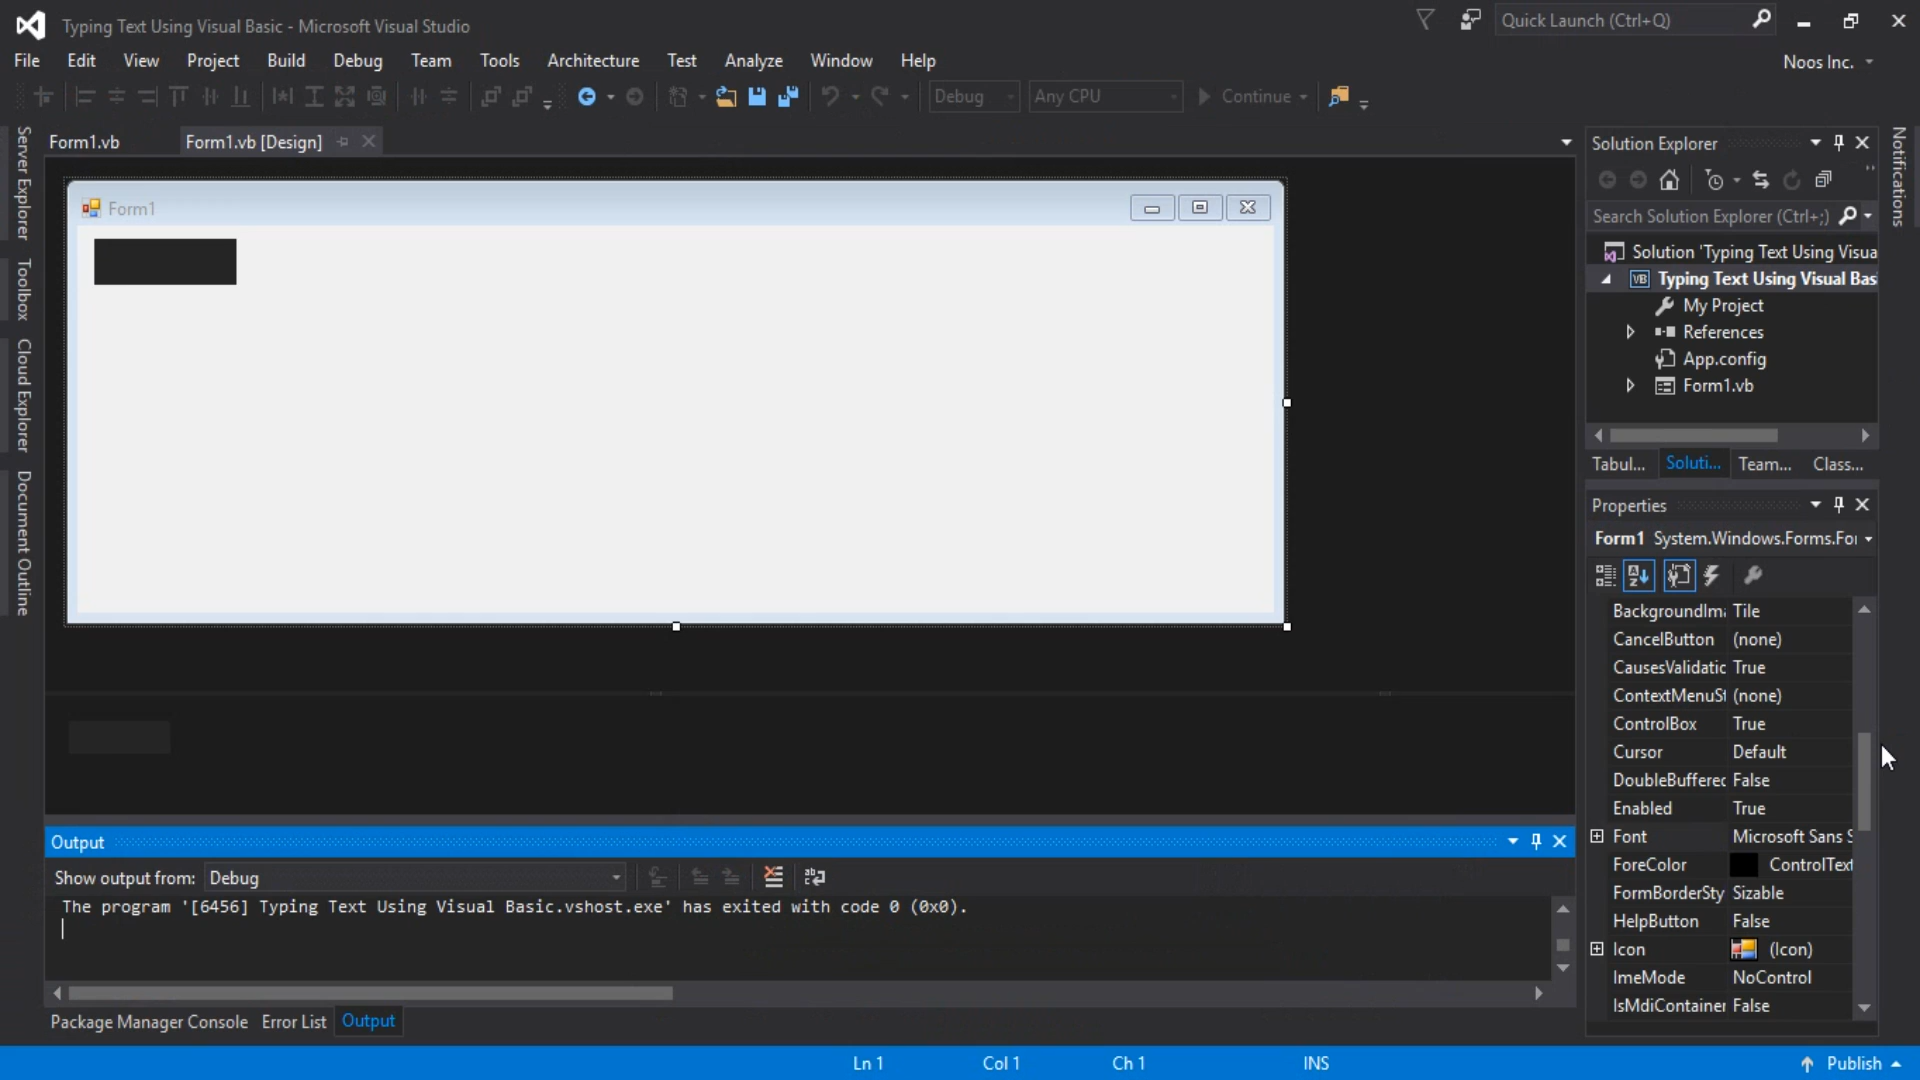 Typing Text Using Visual Basic - Microsoft Visual Studio
Quick Launch (Ctrl+Q)
File Edit View Project Build Debug Team Tools Architecture Test Analyze Window Help
Noos Inc.
Debug Any CPU Continue
Server Explorer
Toolbox
Cloud Explorer
Document Outline
Form1.vb Form1.vb [Design]
Form1
Output
Show output from: Debug
The program '[6456] Typing Text Using Visual Basic.vshost.exe' has exited with code 0 (0x0).
Package Manager Console Error List Output
Solution Explorer
Search Solution Explorer (Ctrl+;)
Solution 'Typing Text Using Visua
VB Typing Text Using Visual Bas
My Project
References
App.config
Form1.vb
Tabul... Soluti... Team... Class...
Notifications
Properties
Form1 System.Windows.Forms.For
BackgroundIma Tile
CancelButton (none)
CausesValidatic True
ContextMenuSt (none)
ControlBox True
Cursor Default
DoubleBuffered False
Enabled True
Font Microsoft Sans S
ForeColor ControlText
FormBorderSty Sizable
HelpButton False
Icon (Icon)
ImeMode NoControl
IsMdiContainer False
Ln 1 Col 1 Ch 1 INS Publish